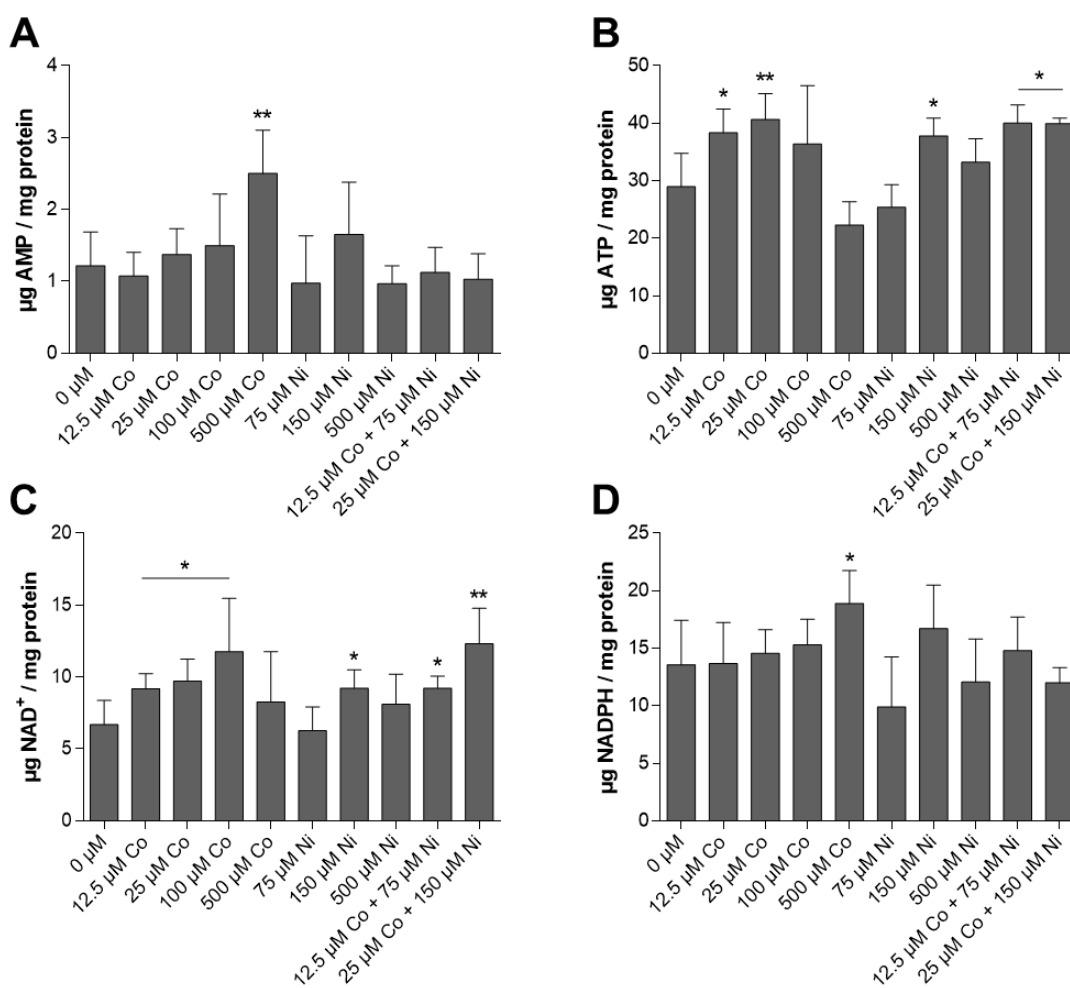 A
µg AMP / mg protein
4
3
2
1
0
**
0 µM
12.5 µM Co
25 µM Co
100 µM Co
500 µM Co
75 µM Ni
150 µM Ni
500 µM Ni
12.5 µM Co + 75 µM Ni
25 µM Co + 150 µM Ni
B
µg ATP / mg protein
50
40
30
20
10
0
*
**
*
*
0 µM
12.5 µM Co
25 µM Co
100 µM Co
500 µM Co
75 µM Ni
150 µM Ni
500 µM Ni
12.5 µM Co + 75 µM Ni
25 µM Co + 150 µM Ni
C
µg NAD⁺ / mg protein
20
15
10
5
0
*
*
*
**
0 µM
12.5 µM Co
25 µM Co
100 µM Co
500 µM Co
75 µM Ni
150 µM Ni
500 µM Ni
12.5 µM Co + 75 µM Ni
25 µM Co + 150 µM Ni
D
µg NADPH / mg protein
25
20
15
10
5
0
*
0 µM
12.5 µM Co
25 µM Co
100 µM Co
500 µM Co
75 µM Ni
150 µM Ni
500 µM Ni
12.5 µM Co + 75 µM Ni
25 µM Co + 150 µM Ni